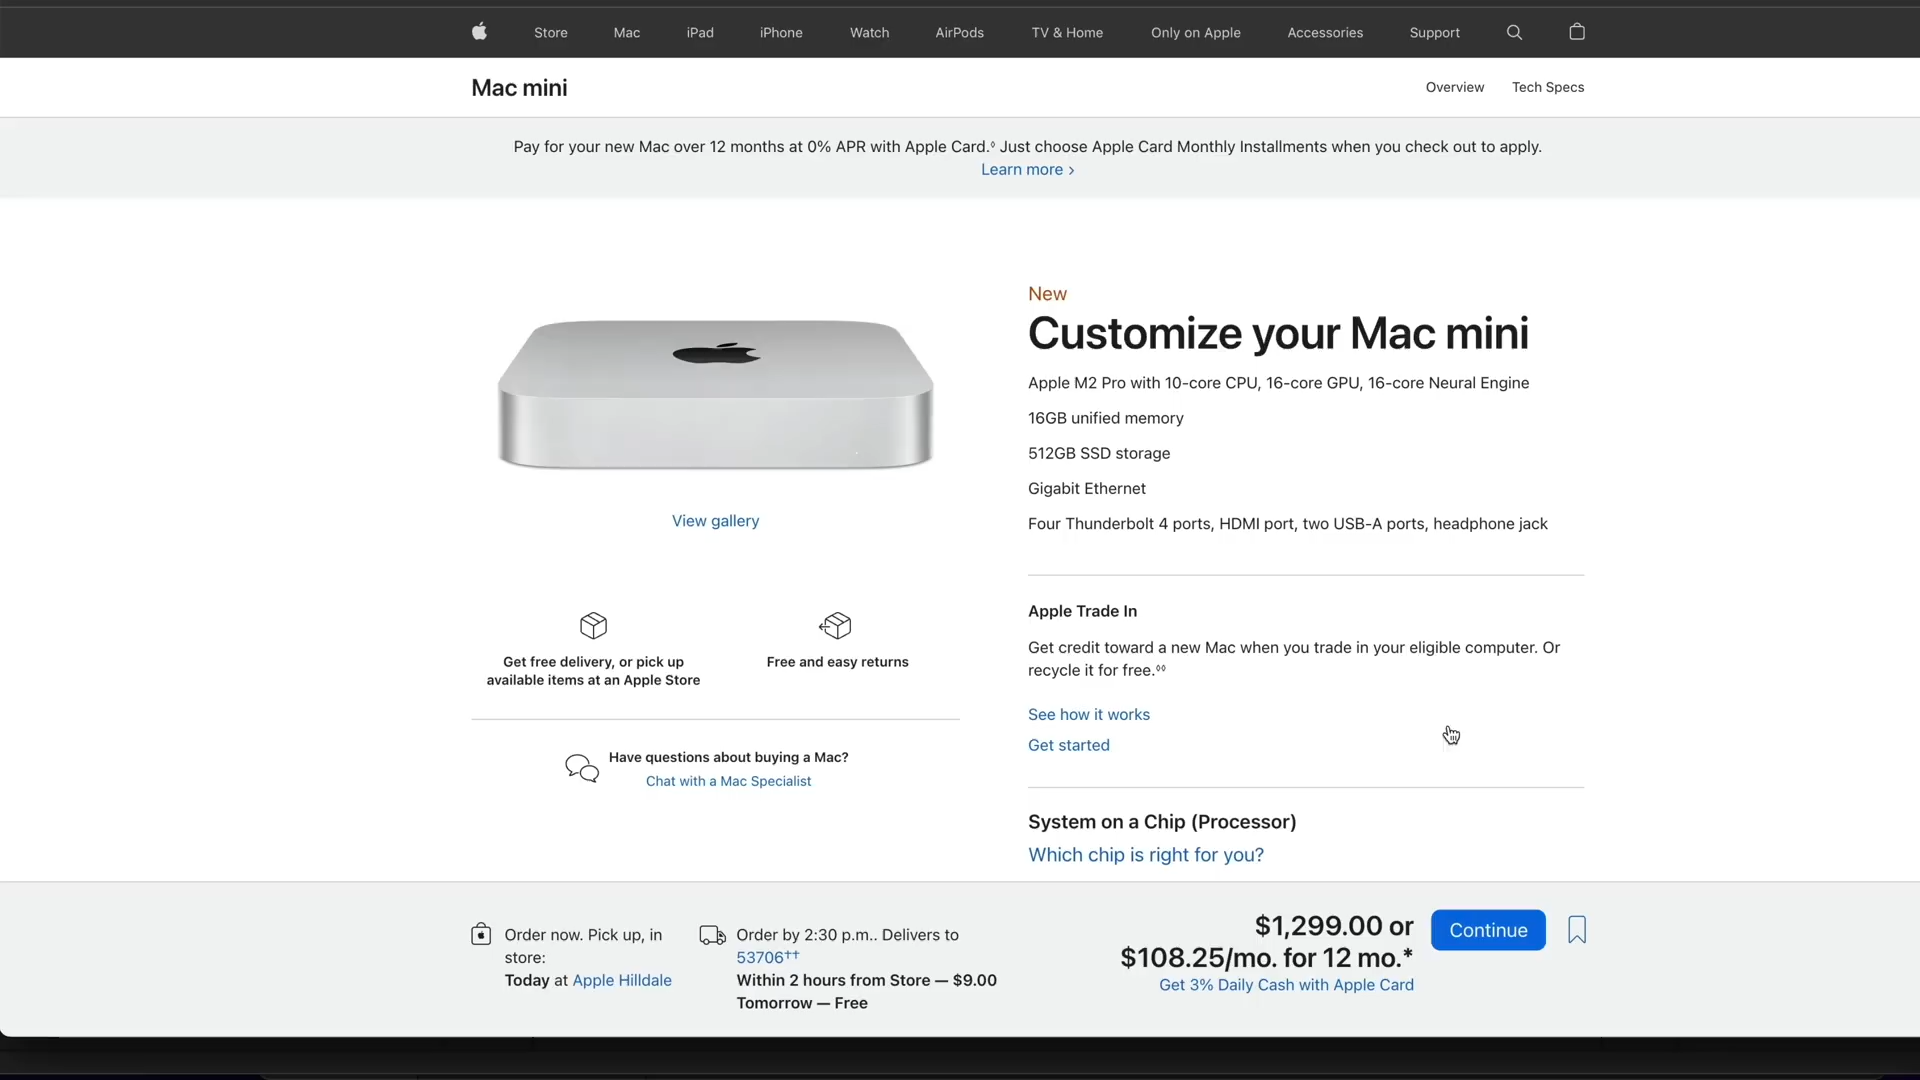 Store Mac iPad iPhone Watch AirPods TV & Home Only on Apple Accessories Support
Mac mini
Overview Tech Specs
Pay for your new Mac over 12 months at 0% APR with Apple Card.◊ Just choose Apple Card Monthly Installments when you check out to apply.
Learn more ›
New
Customize your Mac mini
Apple M2 Pro with 10-core CPU, 16-core GPU, 16-core Neural Engine
16GB unified memory
512GB SSD storage
Gigabit Ethernet
Four Thunderbolt 4 ports, HDMI port, two USB-A ports, headphone jack
View gallery
Get free delivery, or pick up
available items at an Apple Store
Free and easy returns
Have questions about buying a Mac?
Chat with a Mac Specialist
Apple Trade In
Get credit toward a new Mac when you trade in your eligible computer. Or
recycle it for free.◊◊
See how it works
Get started
System on a Chip (Processor)
Which chip is right for you?
Order now. Pick up, in
store:
Today at Apple Hilldale
Order by 2:30 p.m.. Delivers to
53706††
Within 2 hours from Store — $9.00
Tomorrow — Free
$1,299.00 or
$108.25/mo. for 12 mo.*
Get 3% Daily Cash with Apple Card
Continue